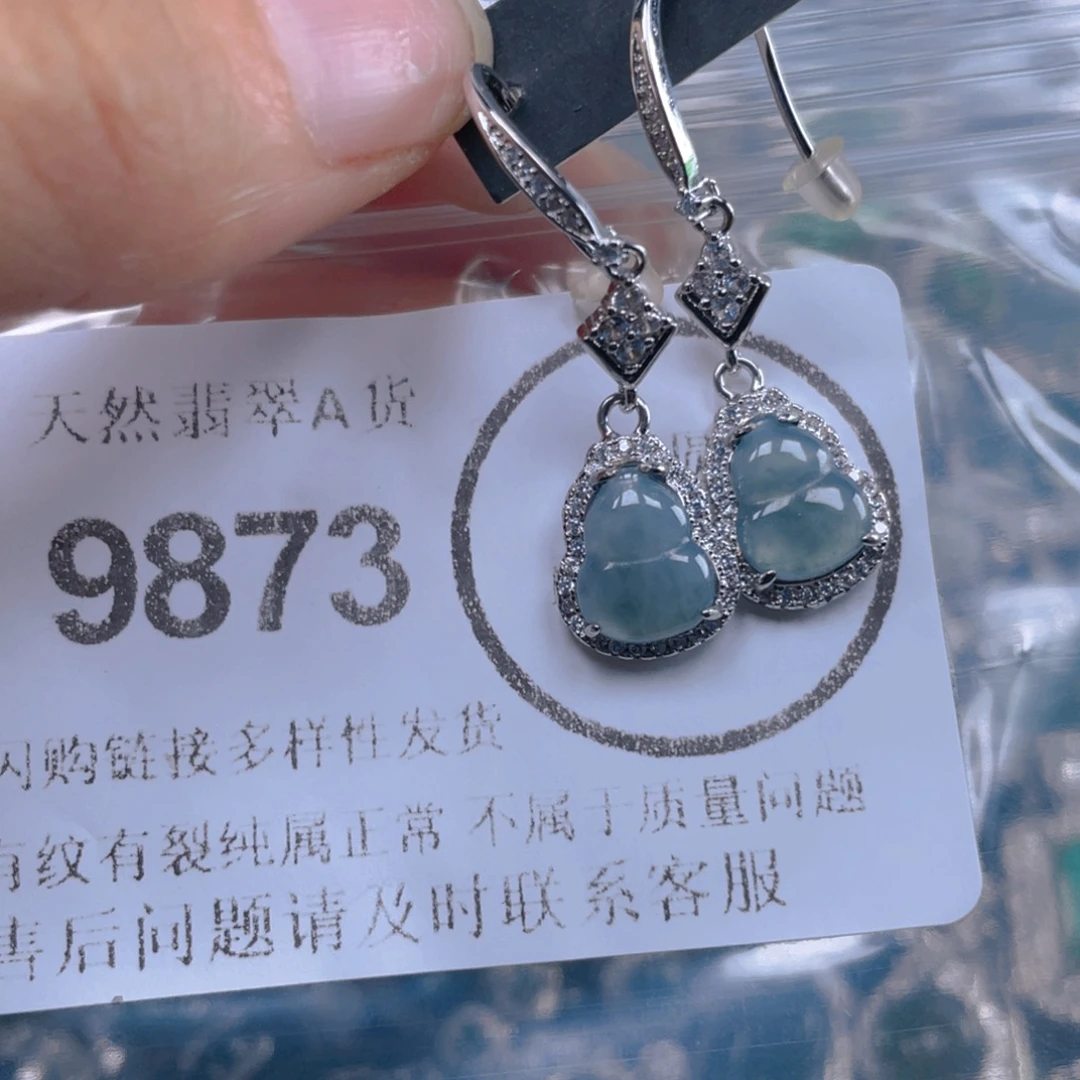 天然翡翠A货
9873
闪购链接多样性发货
有纹有裂纯属正常 不属于质量问题
售后问题请及时联系客服